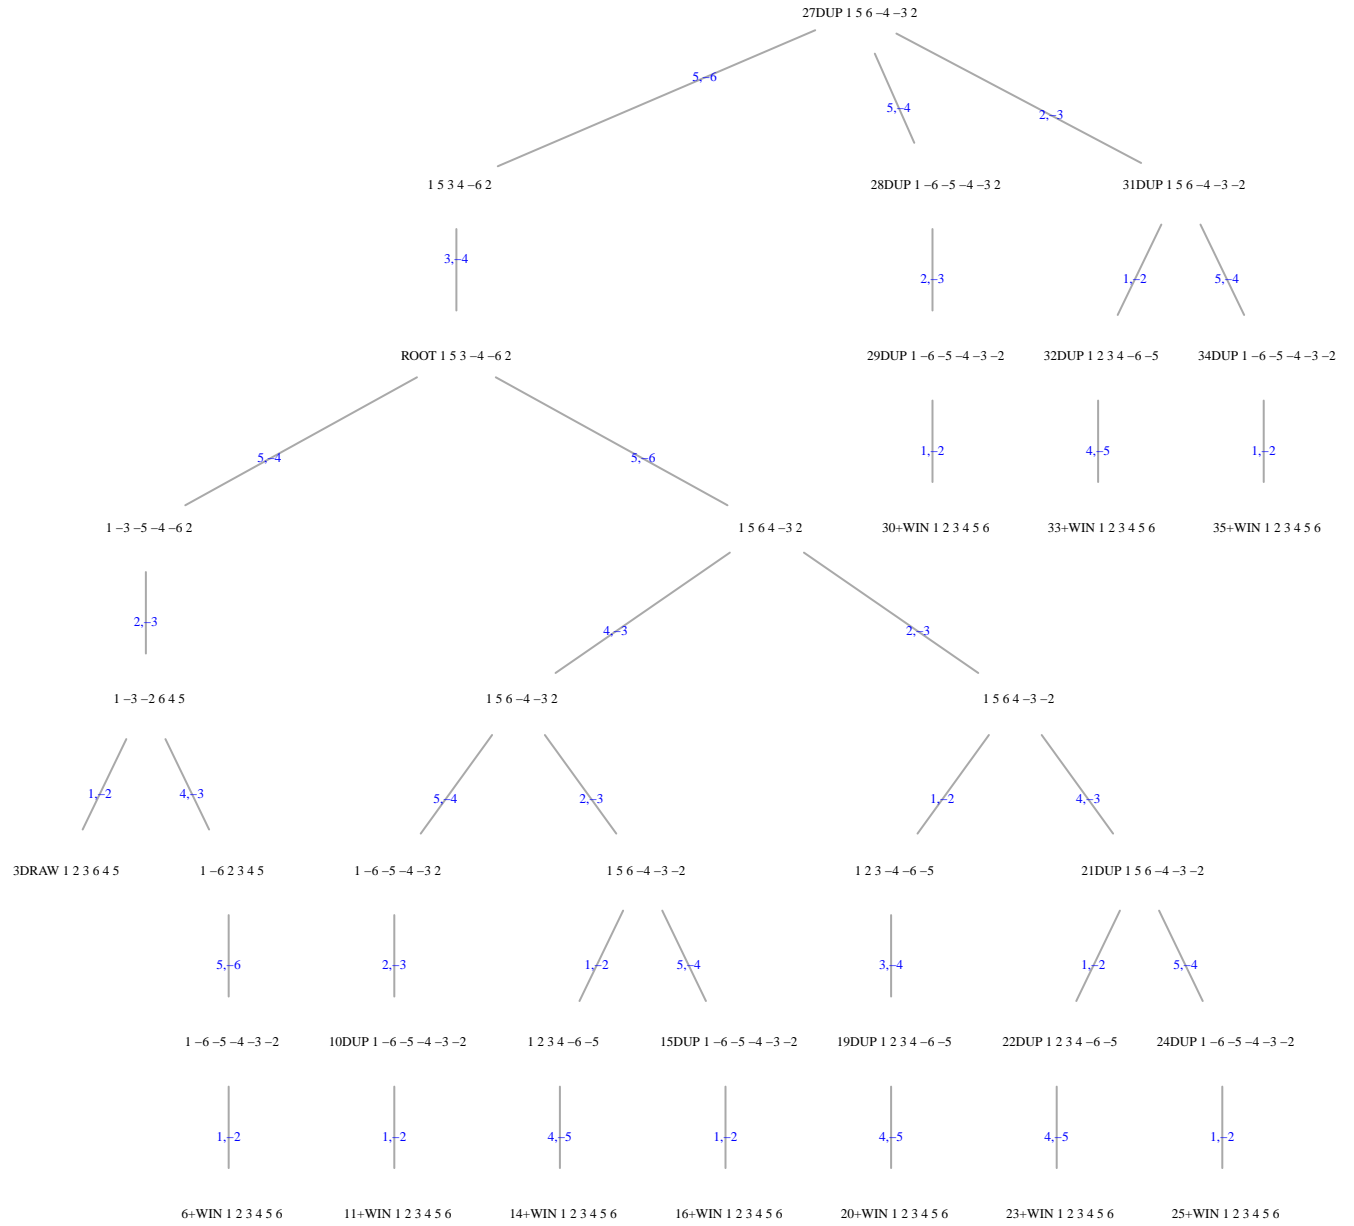 27DUP 1 5 6 −4 −3 2
5,−6
5,−4
2,−3
1 5 3 4 −6 2
28DUP 1 −6 −5 −4 −3 2
31DUP 1 5 6 −4 −3 −2
3,−4
2,−3
1,−2
5,−4
ROOT 1 5 3 −4 −6 2
29DUP 1 −6 −5 −4 −3 −2
32DUP 1 2 3 4 −6 −5
34DUP 1 −6 −5 −4 −3 −2
5,−4
5,−6
1,−2
4,−5
1,−2
1 −3 −5 −4 −6 2
1 5 6 4 −3 2
30+WIN 1 2 3 4 5 6
33+WIN 1 2 3 4 5 6
35+WIN 1 2 3 4 5 6
2,−3
4,−3
2,−3
1 −3 −2 6 4 5
1 5 6 −4 −3 2
1 5 6 4 −3 −2
1,−2
4,−3
5,−4
2,−3
1,−2
4,−3
3DRAW 1 2 3 6 4 5
1 −6 2 3 4 5
1 −6 −5 −4 −3 2
1 5 6 −4 −3 −2
1 2 3 −4 −6 −5
21DUP 1 5 6 −4 −3 −2
5,−6
2,−3
1,−2
5,−4
3,−4
1,−2
5,−4
1 −6 −5 −4 −3 −2
10DUP 1 −6 −5 −4 −3 −2
1 2 3 4 −6 −5
15DUP 1 −6 −5 −4 −3 −2
19DUP 1 2 3 4 −6 −5
22DUP 1 2 3 4 −6 −5
24DUP 1 −6 −5 −4 −3 −2
1,−2
1,−2
4,−5
1,−2
4,−5
4,−5
1,−2
6+WIN 1 2 3 4 5 6
11+WIN 1 2 3 4 5 6
14+WIN 1 2 3 4 5 6
16+WIN 1 2 3 4 5 6
20+WIN 1 2 3 4 5 6
23+WIN 1 2 3 4 5 6
25+WIN 1 2 3 4 5 6